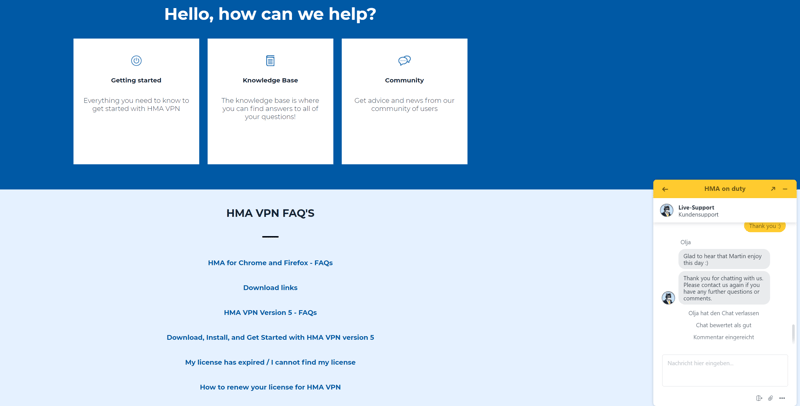 Hello, how can we help?
Getting started
Everything you need to know to
get started with HMA VPN
Knowledge Base
The knowledge base is where
you can find answers to all of
your questions!
Community
Get advice and news from our
community of users
HMA VPN FAQ'S
HMA for Chrome and Firefox - FAQs
Download links
HMA VPN Version 5 - FAQs
Download, Install, and Get Started with HMA VPN version 5
My license has expired / I cannot find my license
How to renew your license for HMA VPN
HMA on duty
Live-Support
Kundensupport
Thank you :)
Olja
Glad to hear that Martin enjoy
this day :)
Thank you for chatting with us.
Please contact us again if you
have any further questions or
comments.
Olja hat den Chat verlassen
Chat bewertet als gut
Kommentar eingereicht
Nachricht hier eingeben...